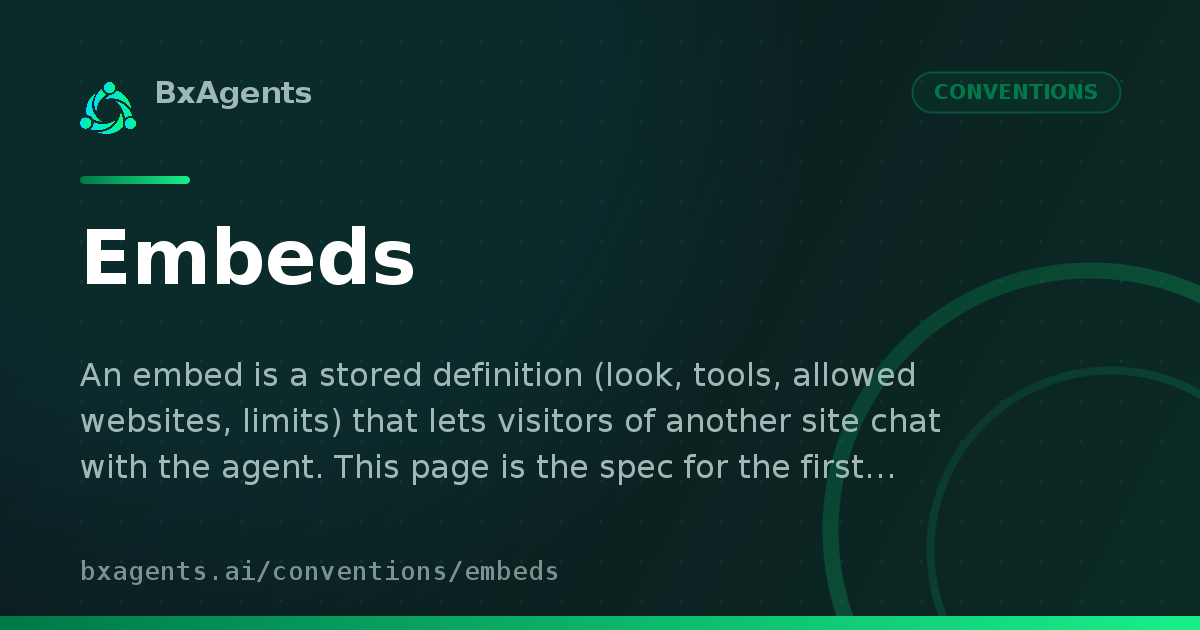 BxAgents
CONVENTIONS
Embeds
An embed is a stored definition (look, tools, allowed
websites, limits) that lets visitors of another site chat
with the agent. This page is the spec for the first…
bxagents.ai/conventions/embeds